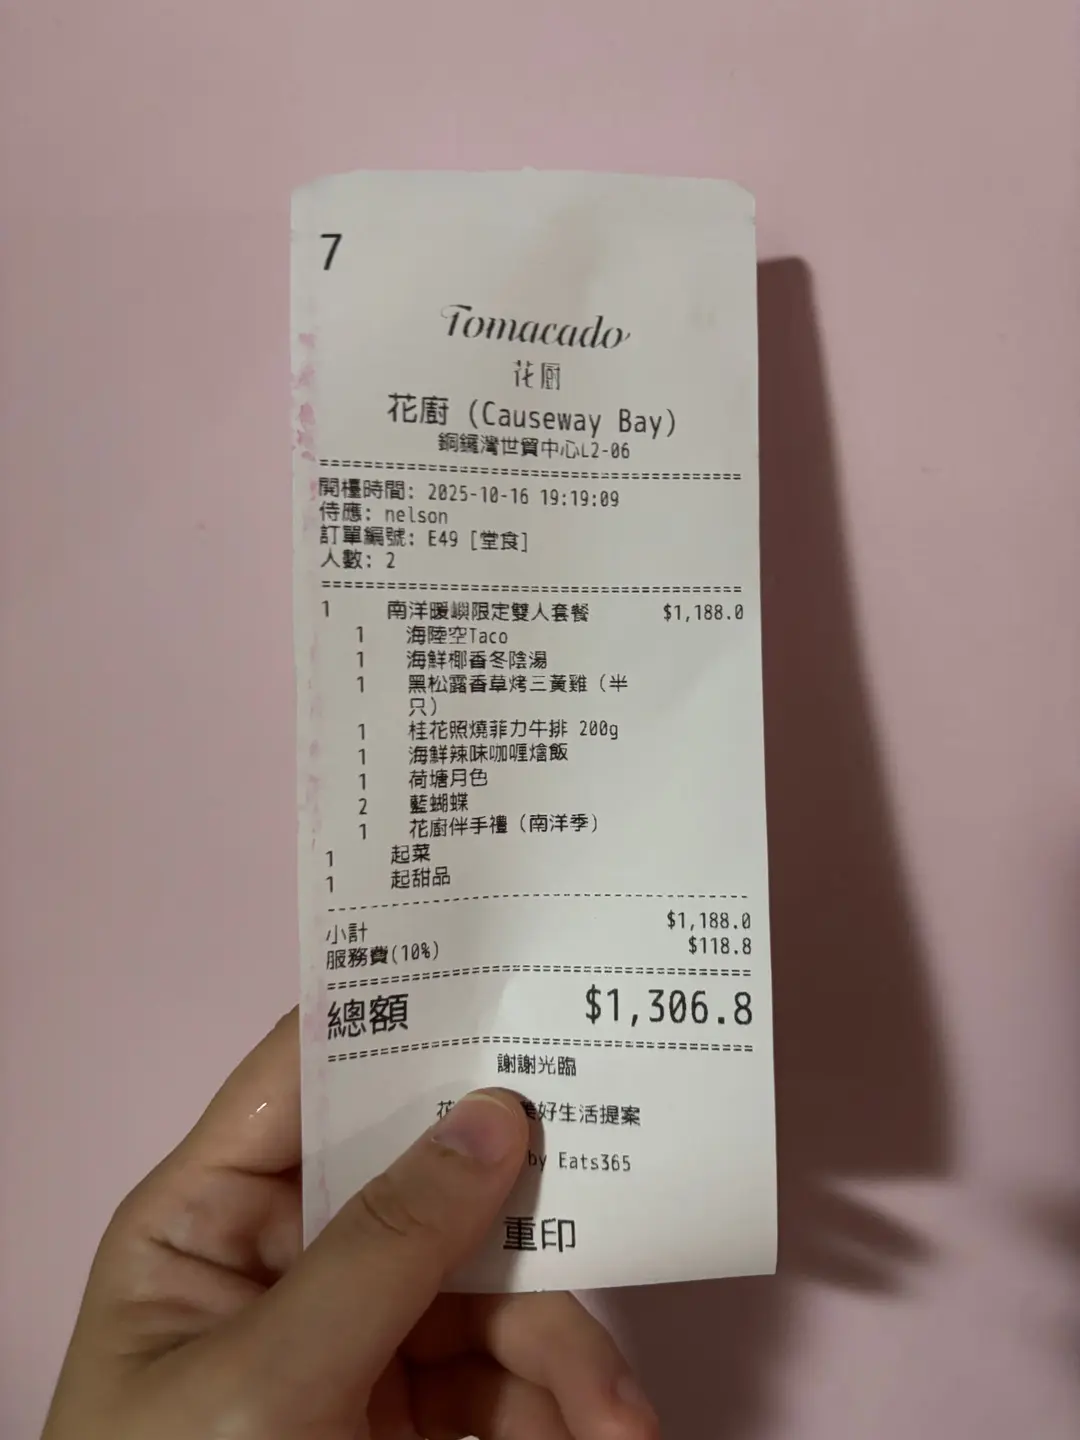 7
Tomacado
花厨
花廚 (Causeway Bay)
銅鑼灣世貿中心L2-06
開檯時間: 2025-10-16 19:19:09
侍應: nelson
訂單編號: E49 [堂食]
人數: 2
1 南洋暖嶼限定雙人套餐 $1,188.0
1 海陸空Taco
1 海鮮椰香冬陰湯
1 黑松露香草烤三黃雞（半
只）
1 桂花照燒菲力牛排 200g
1 海鮮辣味咖喱燴飯
1 荷塘月色
2 藍蝴蝶
1 花廚伴手禮（南洋季）
1 起菜
1 起甜品
小計 $1,188.0
服務費(10%) $118.8
總額 $1,306.8
謝謝光臨
花 美好生活提案
by Eats365
重印